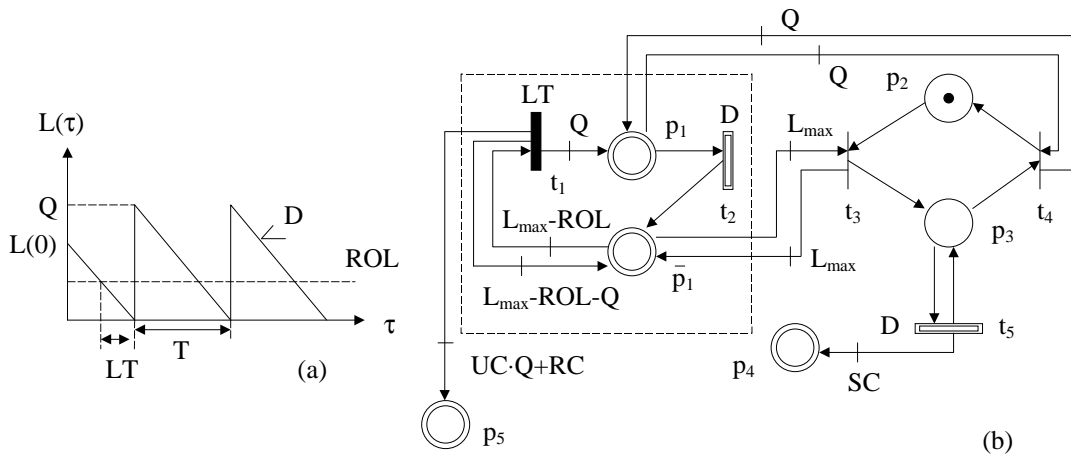 L(τ)
Q
L(0)
D
ROL
τ
LT
T
(a)
Q
Q
LT
Q
p1
D
t1
t2
Lmax
p2
t3
t4
p3
Lmax-ROL
Lmax-ROL-Q
p̄1
Lmax
UC·Q+RC
p5
D
t5
p4
SC
(b)